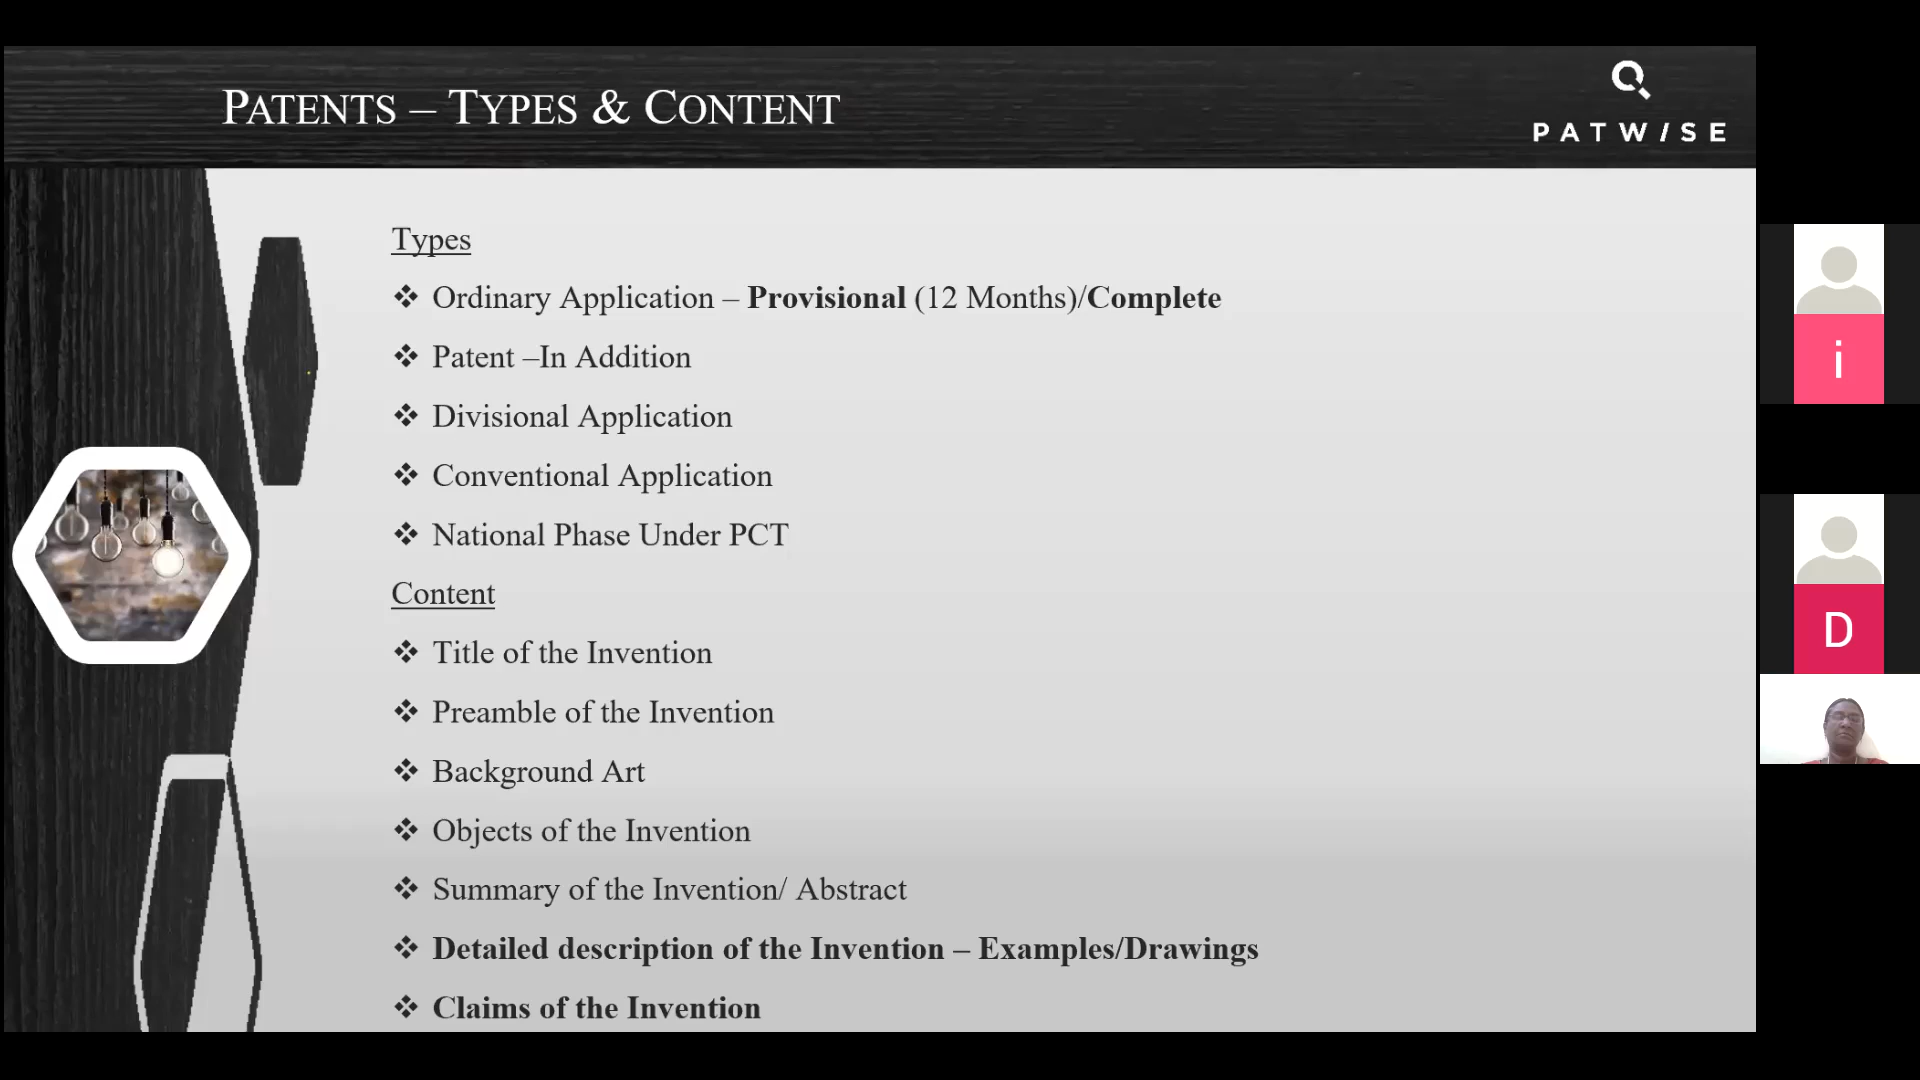 PATENTS – TYPES & CONTENT
PATWISE
Types
❖ Ordinary Application – Provisional (12 Months)/Complete
❖ Patent –In Addition
❖ Divisional Application
❖ Conventional Application
❖ National Phase Under PCT
Content
❖ Title of the Invention
❖ Preamble of the Invention
❖ Background Art
❖ Objects of the Invention
❖ Summary of the Invention/ Abstract
❖ Detailed description of the Invention – Examples/Drawings
❖ Claims of the Invention
i
D